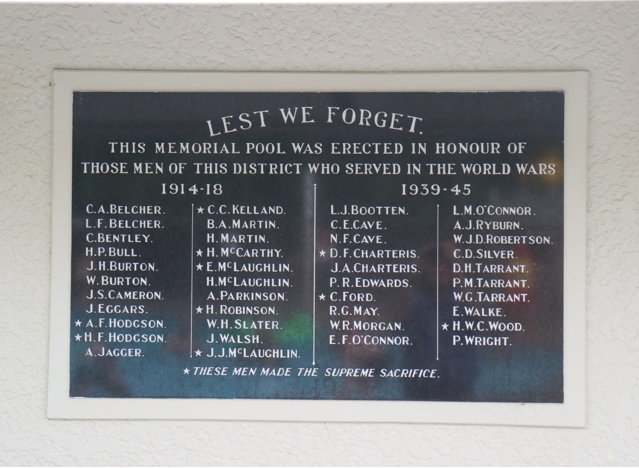 LEST WE FORGET.
THIS MEMORIAL POOL WAS ERECTED IN HONOUR OF
THOSE MEN OF THIS DISTRICT WHO SERVED IN THE WORLD WARS
1914-18
C.A.BELCHER.
L.F.BELCHER.
C.BENTLEY.
H.P.BULL.
J.H.BURTON.
W.BURTON.
J.S.CAMERON.
J.EGGARS.
★ A.F.HODGSON.
★ H.F.HODGSON.
A.JAGGER.
★ C.C.KELLAND.
B.A.MARTIN.
H.MARTIN.
★ H.McCARTHY.
★ E.McLAUGHLIN.
H.McLAUGHLIN.
A.PARKINSON.
★ H.ROBINSON.
W.H.SLATER.
J.WALSH.
★ J.J.McLAUGHLIN.
1939-45
L.J.BOOTTEN.
C.E.CAVE.
N.F.CAVE.
★ D.F.CHARTERIS.
J.A.CHARTERIS.
P.R.EDWARDS.
★ C.FORD.
R.G.MAY.
W.R.MORGAN.
E.F.O'CONNOR.
L.M.O'CONNOR.
A.J.RYBURN.
W.J.D.ROBERTSON.
C.D.SILVER.
D.H.TARRANT.
P.M.TARRANT.
W.G.TARRANT.
E.WALKE.
★ H.W.C.WOOD.
P.WRIGHT.
★ THESE MEN MADE THE SUPREME SACRIFICE.